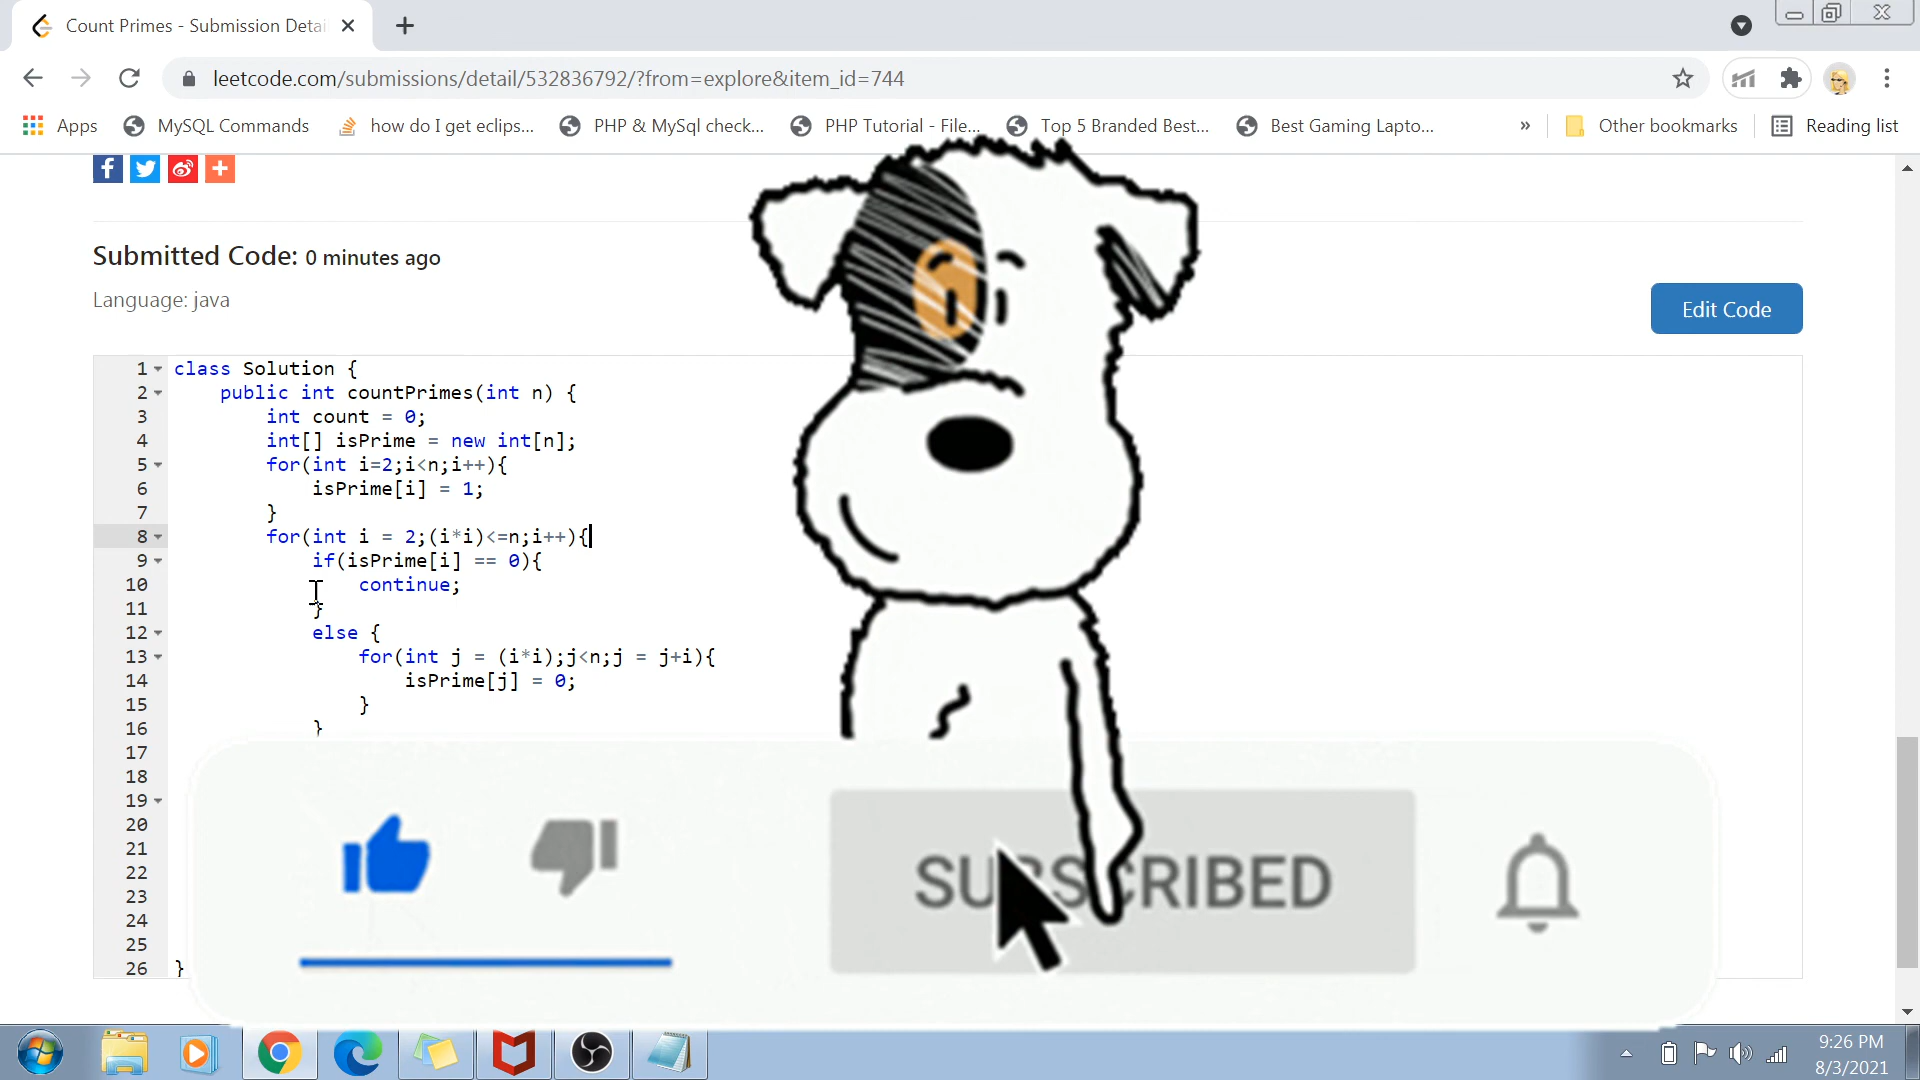 Count Primes - Submission Detai
leetcode.com/submissions/detail/532836792/?from=explore&item_id=744
Apps
MySQL Commands
how do I get eclips...
PHP & MySql check...
PHP Tutorial - File...
Top 5 Branded Best...
Best Gaming Lapto...
»
Other bookmarks
Reading list
Submitted Code: 0 minutes ago
Language: java
Edit Code
1 class Solution {
2 public int countPrimes(int n) {
3 int count = 0;
4 int[] isPrime = new int[n];
5 for(int i=2;i<n;i++){
6 isPrime[i] = 1;
7 }
8 for(int i = 2;(i*i)<=n;i++){
9 if(isPrime[i] == 0){
10 continue;
11 }
12 else {
13 for(int j = (i*i);j<n;j = j+i){
14 isPrime[j] = 0;
15 }
16 }
17
18
19
20
21
22
23
24
25
26 }
SUBSCRIBED
9:26 PM
8/3/2021